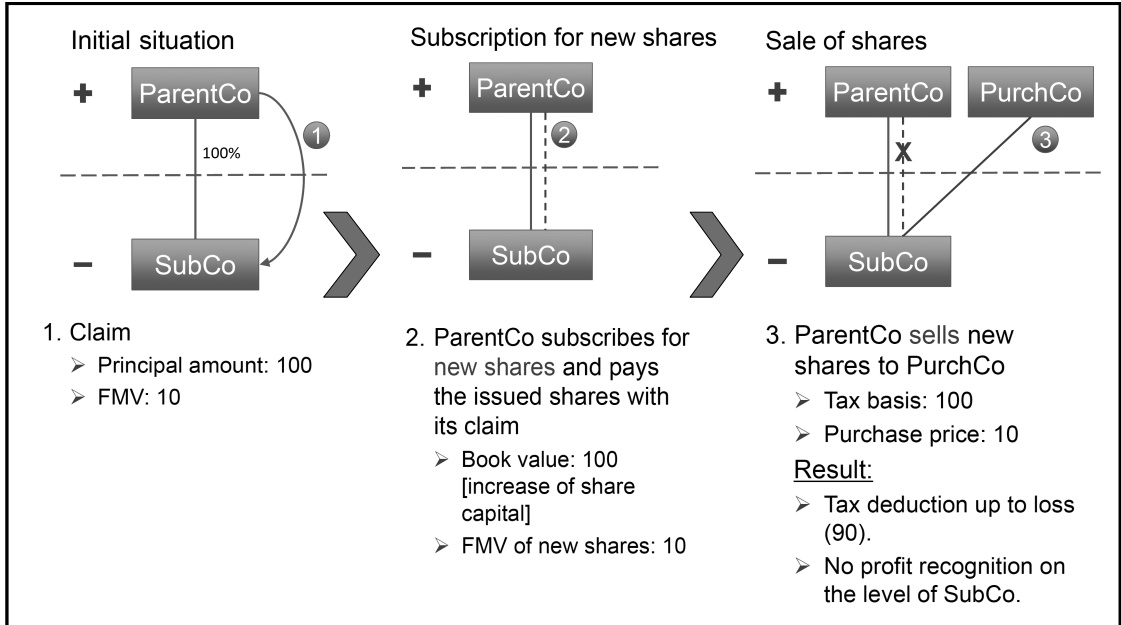 Initial situation
+
ParentCo
1
100%
−
SubCo
1. Claim
➢ Principal amount: 100
➢ FMV: 10
Subscription for new shares
+
ParentCo
2
−
SubCo
2. ParentCo subscribes for
new shares and pays
the issued shares with
its claim
➢ Book value: 100
[increase of share
capital]
➢ FMV of new shares: 10
Sale of shares
+
ParentCo
PurchCo
X
3
−
SubCo
3. ParentCo sells new
shares to PurchCo
➢ Tax basis: 100
➢ Purchase price: 10
Result:
➢ Tax deduction up to loss
(90).
➢ No profit recognition on
the level of SubCo.